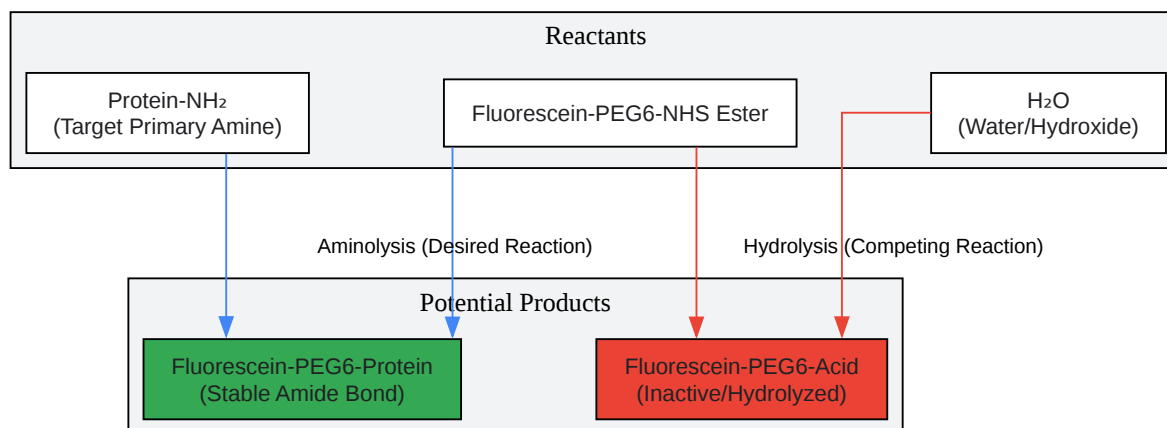 Reactants
Protein-NH₂
(Target Primary Amine)
Fluorescein-PEG6-NHS Ester
H₂O
(Water/Hydroxide)
Aminolysis (Desired Reaction)
Hydrolysis (Competing Reaction)
Potential Products
Fluorescein-PEG6-Protein
(Stable Amide Bond)
Fluorescein-PEG6-Acid
(Inactive/Hydrolyzed)